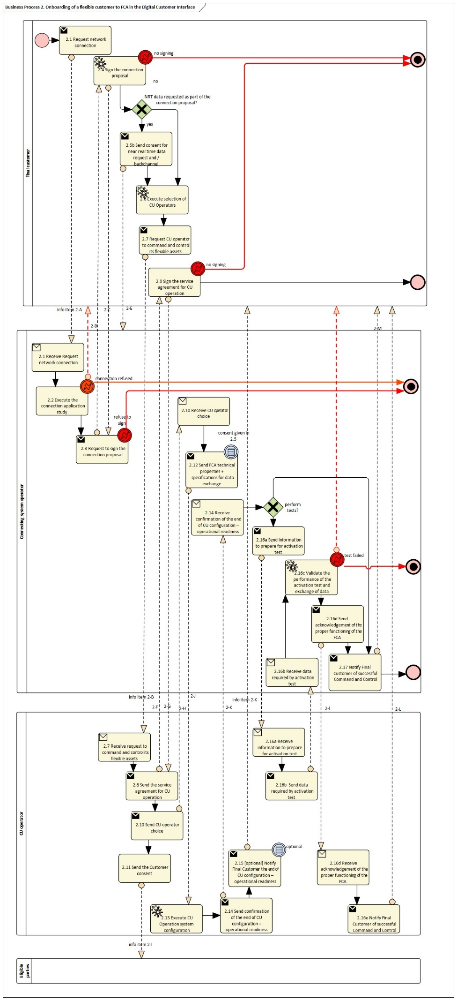 Business Process 2. Onboarding of a flexible customer to FCA in the Digital Customer Interface
Final customer
2.1 Request network
connection
no signing
2.4 Sign the connection
proposal
no
NRT data requested as part of the
connection proposal?
yes
2.5b Send consent for
near real time data
request and /
backchannel
2.6 Execute selection of
CU Operators
2.7 Request CU operator
to command and control
its flexible assets
no signing
2.9 Sign the service
agreement for CU
operation
info item 2-A
2-C
2-E
2-B
2-M
Connecting system operator
2.1 Receive Request
network connection
connection refused
2.2 Execute the
connection application
study
refuse to
sign
2.3 Request to sign the
connection proposal
2.10 Receive CU operator
choice
consent given in
2.5
2.12 Send FCA technical
properties +
specifications for data
exchange
2.14 Receive
confirmation of the end
of CU configuration –
operational readiness
perform
tests?
2.16a Send information
to prepare for activation
test
test failed
2.16c Validate the
performance of the
activation test and
exchange of data
2.16d Send
acknowledgement of the
proper functioning of the
FCA
2.16b Receive data
required by activation
test
2.17 Notify Final
Customer of successful
Command and Control
info item 2-B
2-F
2-G
2-H
2-J
2-K
info item 2-K
2-I
2-L
CU operator
2.7 Receive request to
command and control its
flexible assets
2.8 Send the service
agreement for CU
operation
2.10 Send CU operator
choice
2.11 Send the Customer
consent
2.16a Receive
information to prepare
for activation test
2.16b Send data
required by activation
test
optional
2.15 [optional] Notify
Final Customer the end of
CU configuration –
operational readiness
2.16d Receive
acknowledgement of the
proper functioning of the
FCA
2.13 Execute CU
Operation system
configuration
2.14 Send confirmation
of the end of CU
configuration –
operational readiness
2.16e Notify Final
Customer of successful
Command and Control
info item 2-I
Eligible
parties